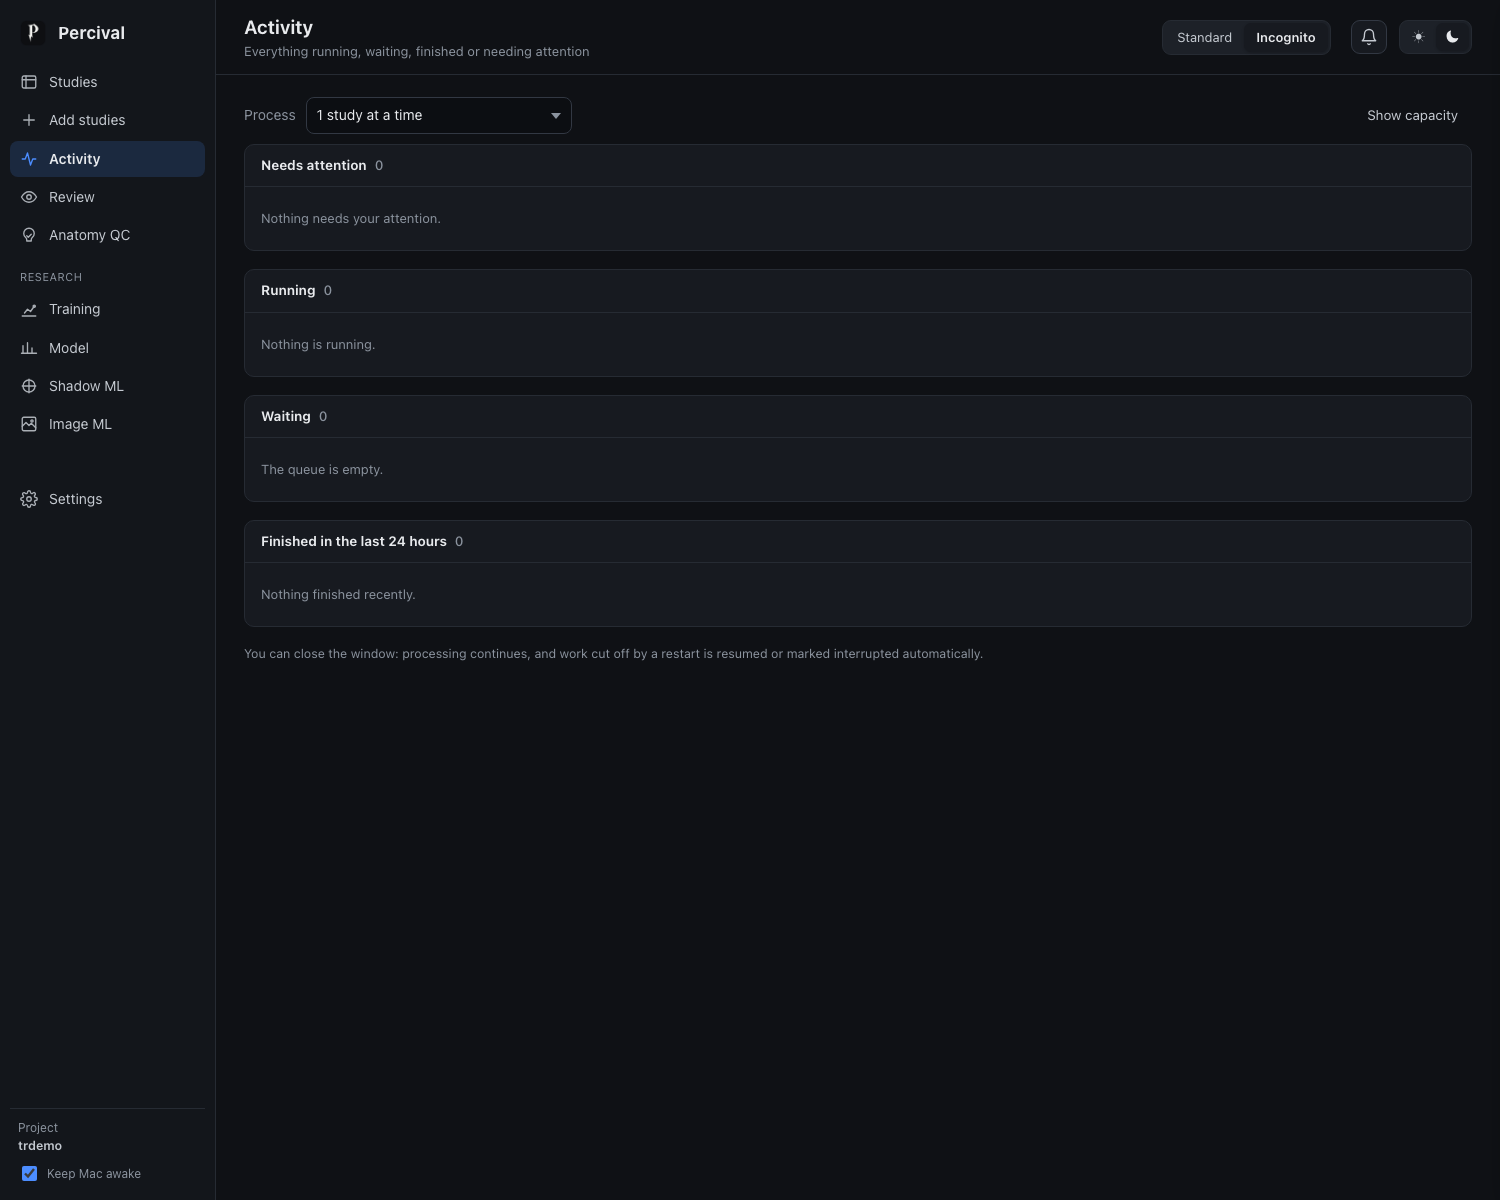 Percival
Studies
Add studies
Activity
Review
Anatomy QC
RESEARCH
Training
Model
Shadow ML
Image ML
Settings
Project
trdemo
Keep Mac awake
Activity
Everything running, waiting, finished or needing attention
Standard Incognito
Process 1 study at a time Show capacity
Needs attention 0
Nothing needs your attention.
Running 0
Nothing is running.
Waiting 0
The queue is empty.
Finished in the last 24 hours 0
Nothing finished recently.
You can close the window: processing continues, and work cut off by a restart is resumed or marked interrupted automatically.